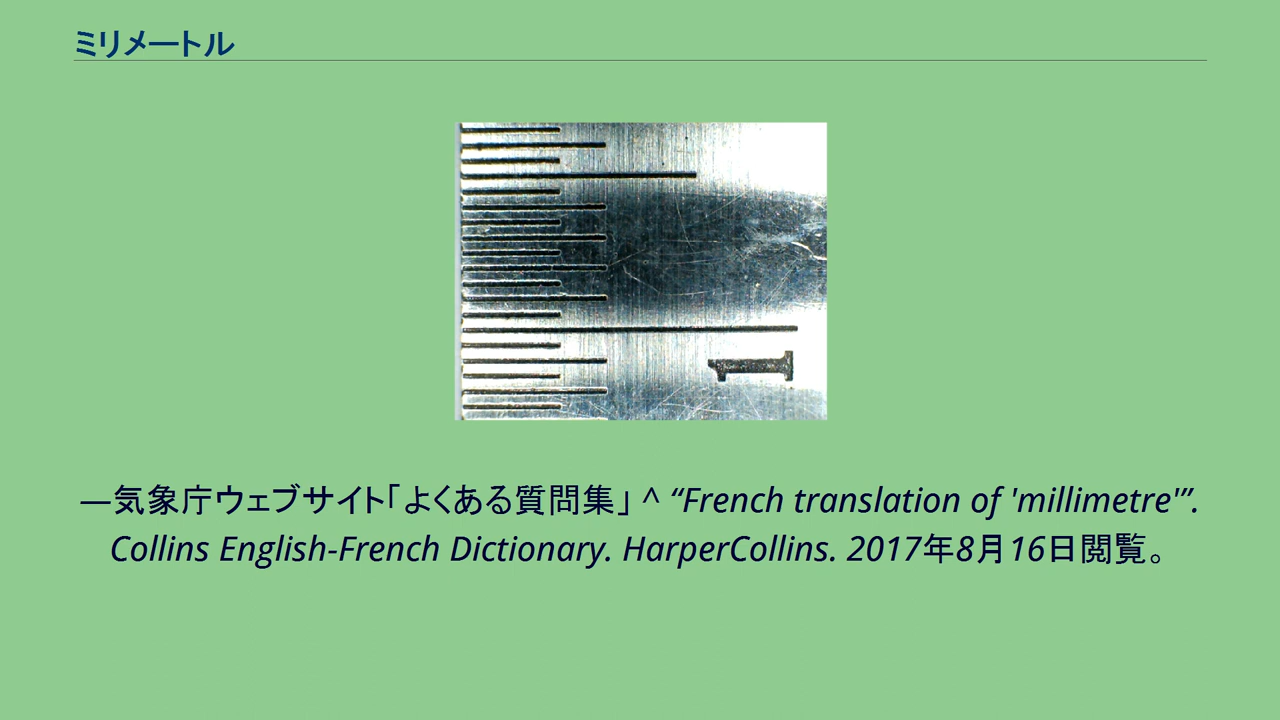 ミリメートル
1
—気象庁ウェブサイト「よくある質問集」 ^ “French translation of 'millimetre'”.
Collins English-French Dictionary. HarperCollins. 2017年8月16日閲覧。